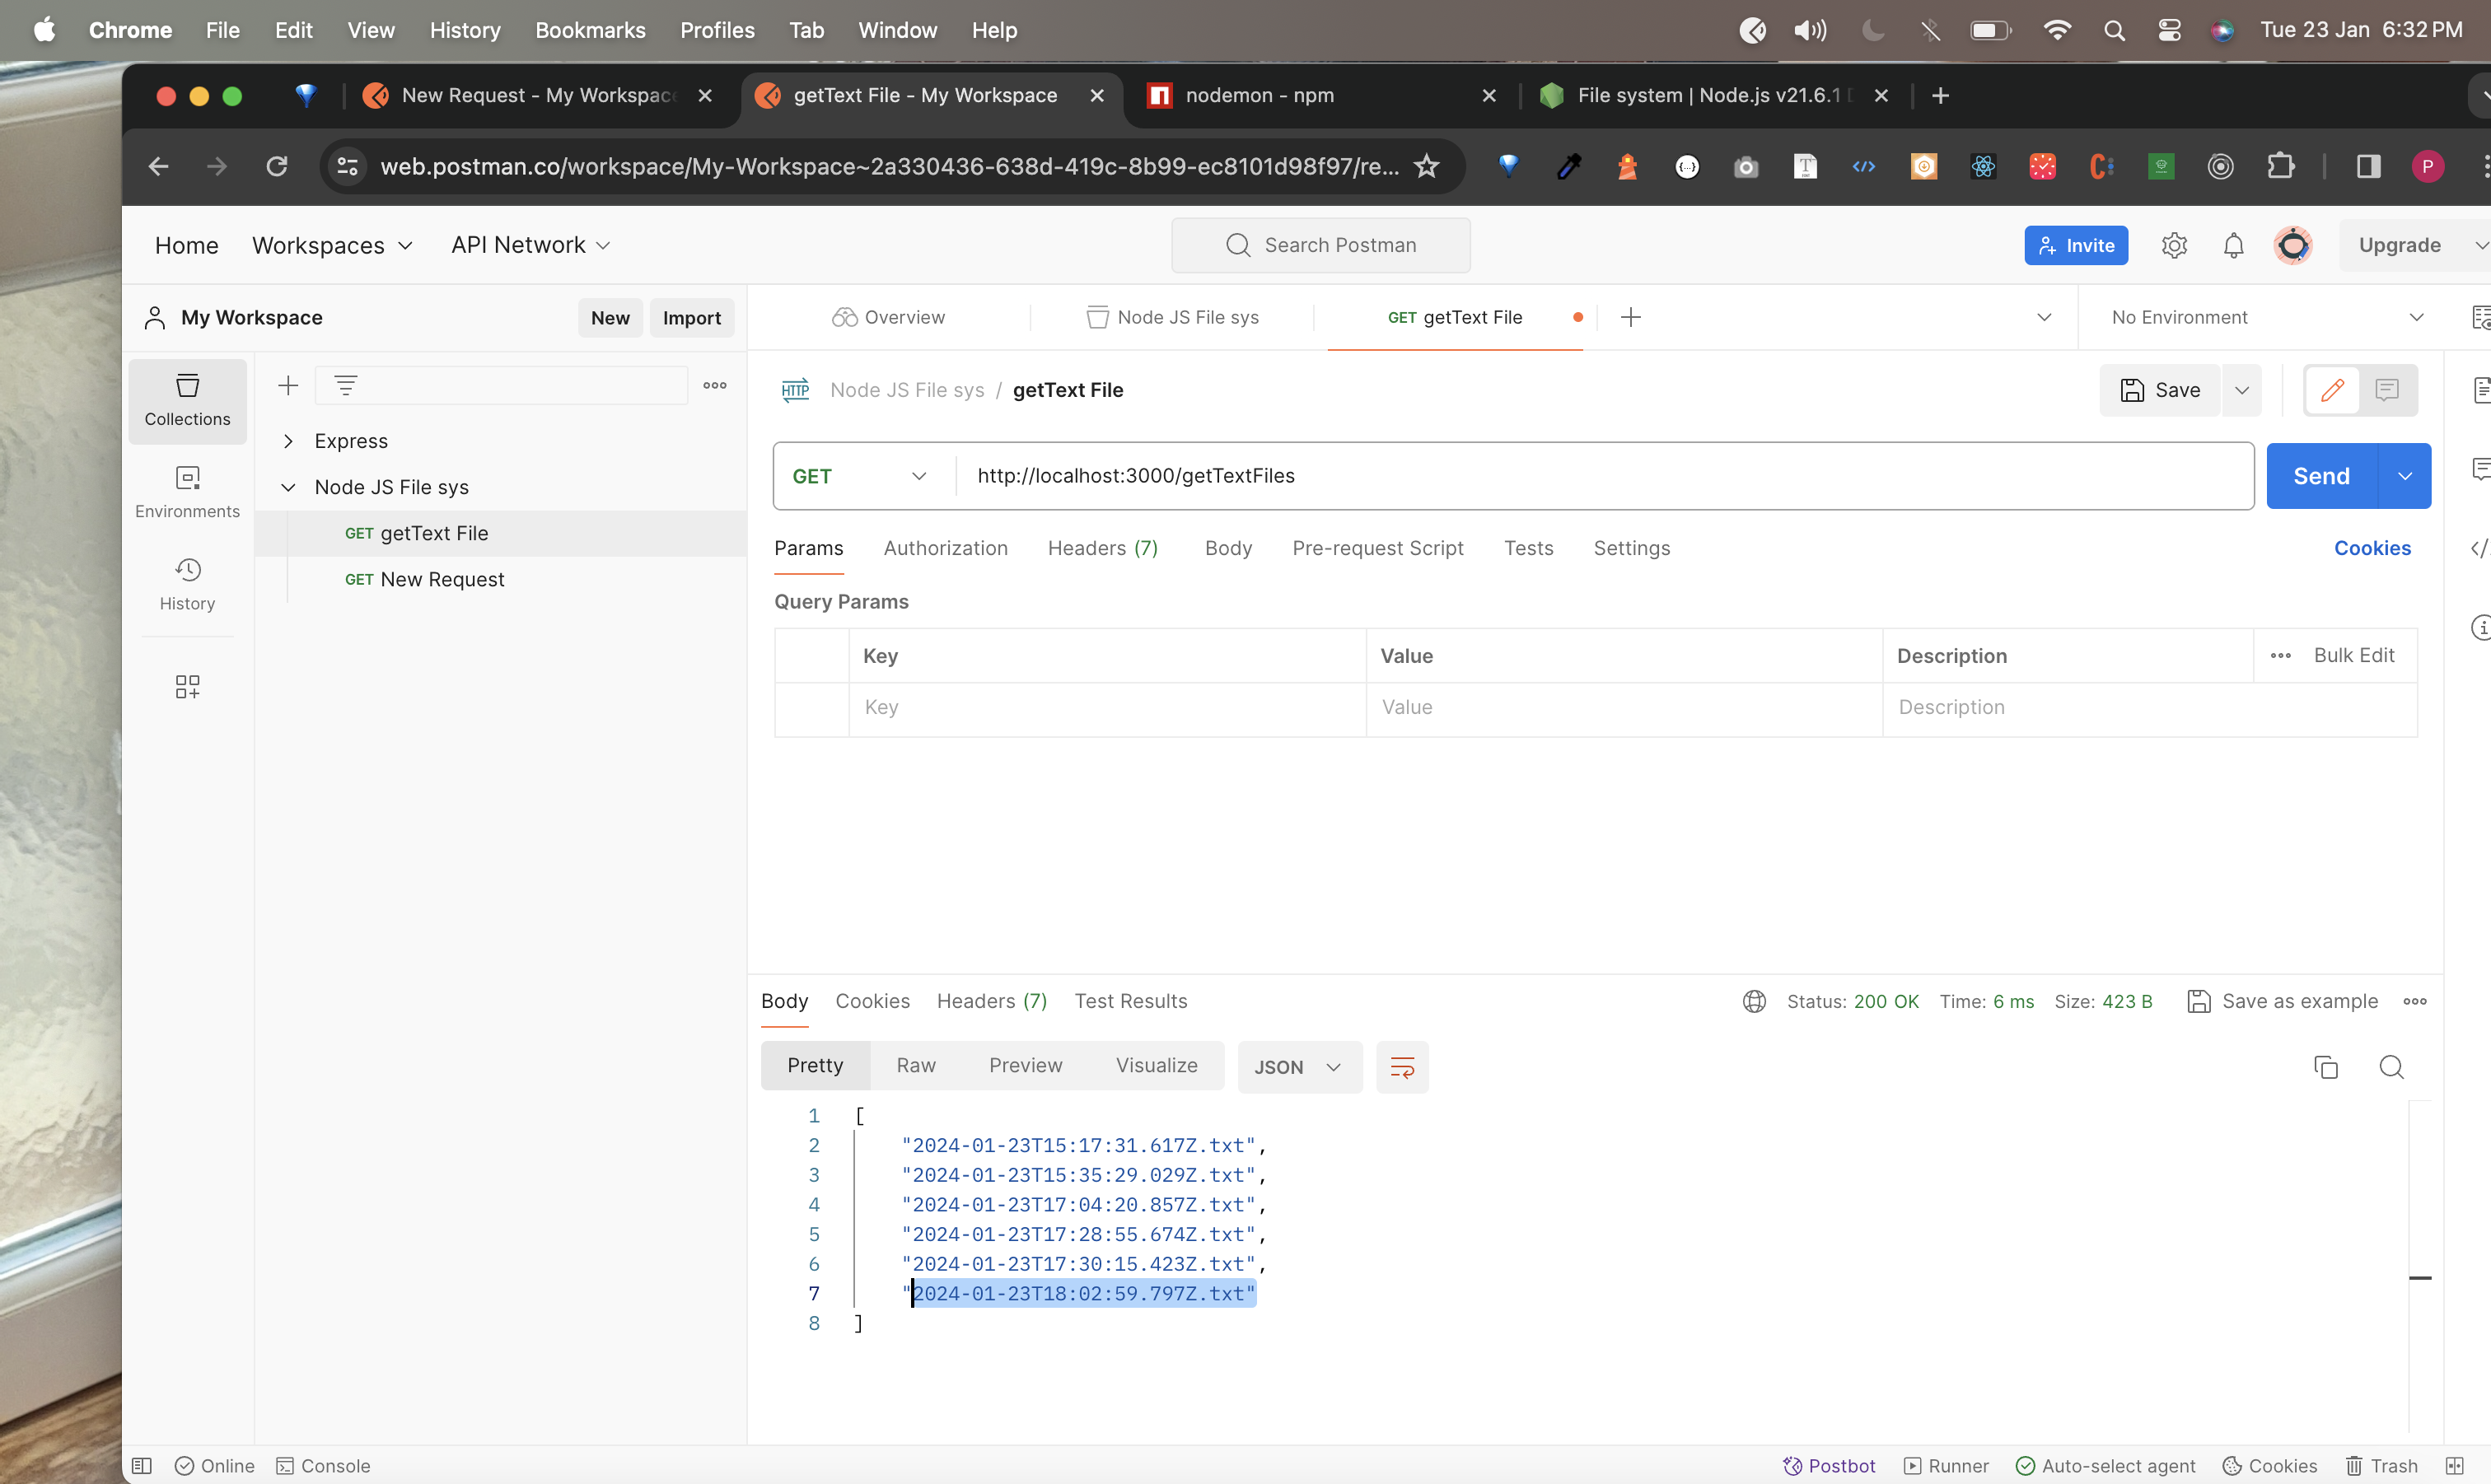 Chrome File Edit View History Bookmarks Profiles Tab Window Help Tue 23 Jan 6:32 PM
New Request - My Workspace getText File - My Workspace nodemon - npm File system | Node.js v21.6.1
web.postman.co/workspace/My-Workspace~2a330436-638d-419c-8b99-ec8101d98f97/re... P
Home Workspaces API Network Search Postman Invite Upgrade
My Workspace New Import Overview Node JS File sys GET getText File No Environment
Collections
Environments
History
Express
Node JS File sys
GET getText File
GET New Request
HTTP Node JS File sys / getText File Save
GET http://localhost:3000/getTextFiles Send
Params Authorization Headers (7) Body Pre-request Script Tests Settings Cookies
Query Params
Key Value Description Bulk Edit
Key Value Description
Body Cookies Headers (7) Test Results Status: 200 OK Time: 6 ms Size: 423 B Save as example
Pretty Raw Preview Visualize JSON
1 [
2 "2024-01-23T15:17:31.617Z.txt",
3 "2024-01-23T15:35:29.029Z.txt",
4 "2024-01-23T17:04:20.857Z.txt",
5 "2024-01-23T17:28:55.674Z.txt",
6 "2024-01-23T17:30:15.423Z.txt",
7 "2024-01-23T18:02:59.797Z.txt"
8 ]
Online Console Postbot Runner Auto-select agent Cookies Trash